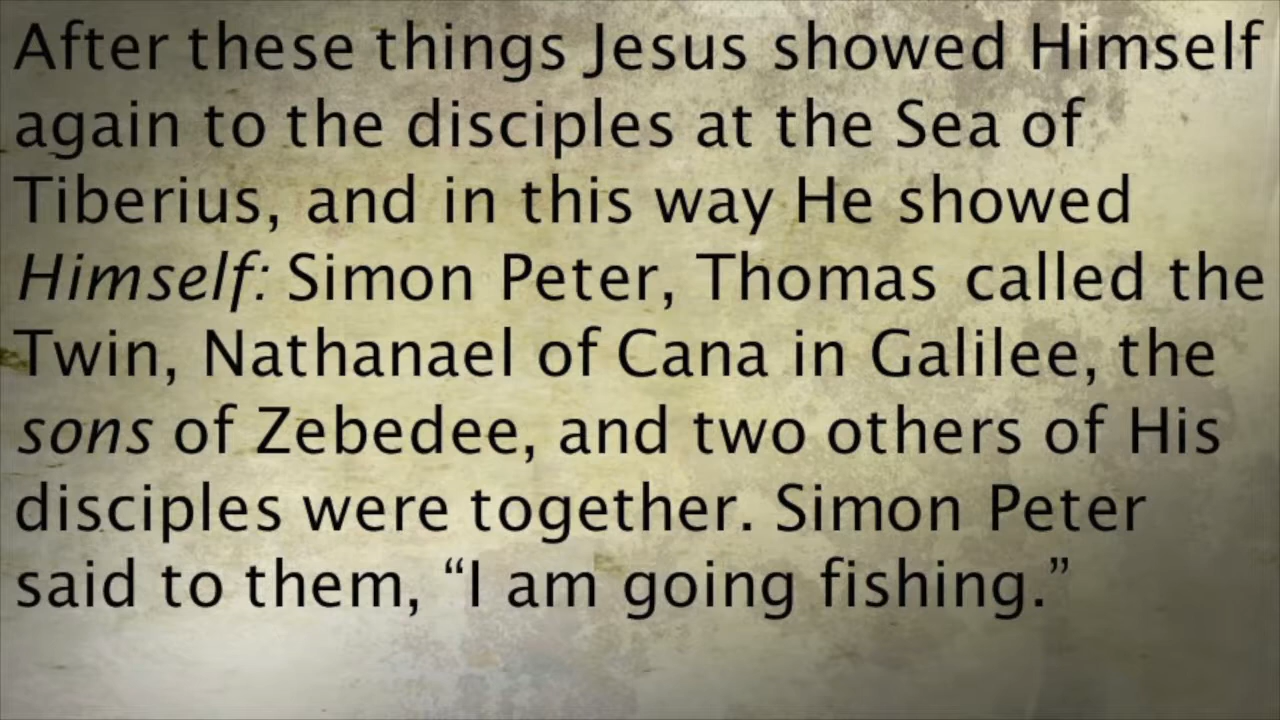 After these things Jesus showed Himself
again to the disciples at the Sea of
Tiberius, and in this way He showed
Himself: Simon Peter, Thomas called the
Twin, Nathanael of Cana in Galilee, the
sons of Zebedee, and two others of His
disciples were together. Simon Peter
said to them, “I am going fishing.”